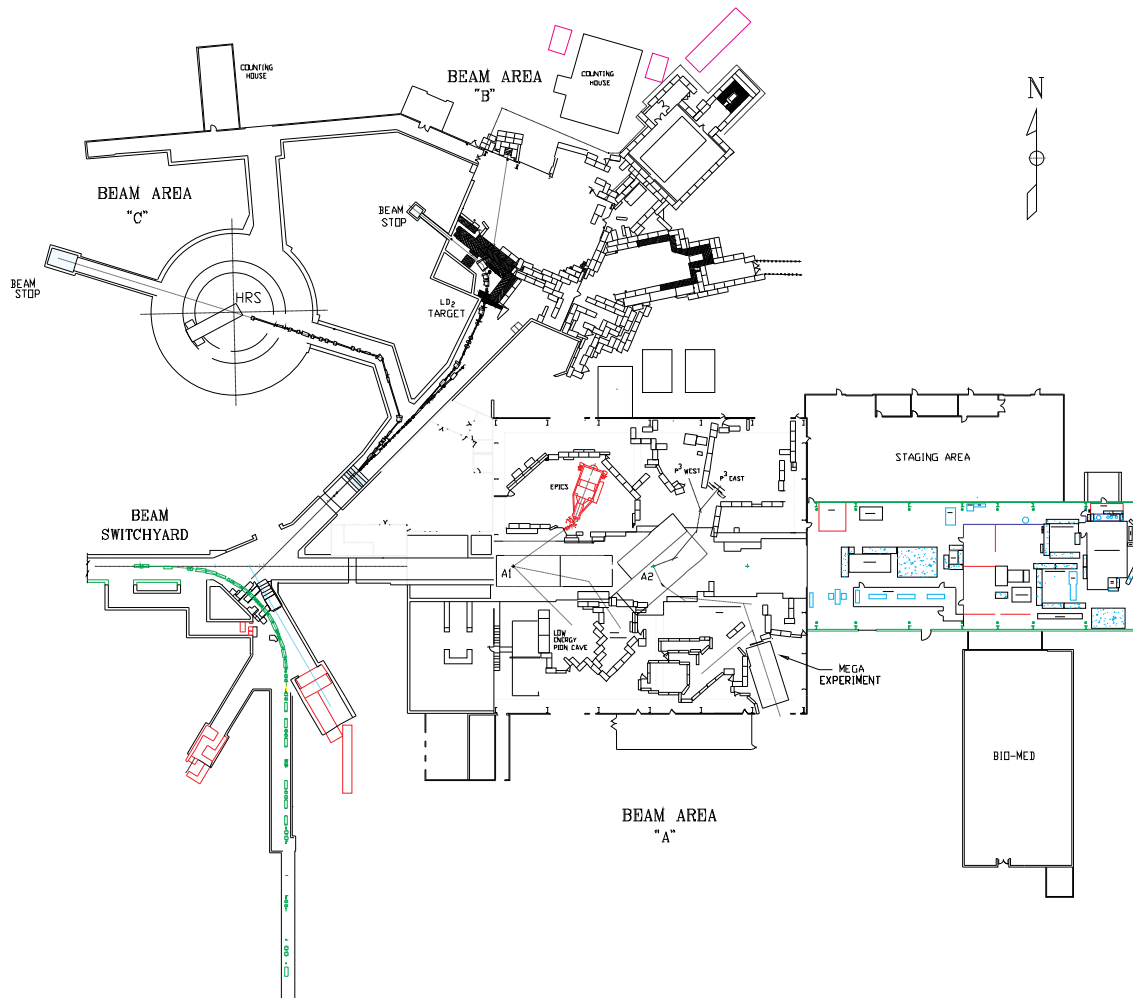 COUNTING
HOUSE
BEAM AREA
"B"
COUNTING
HOUSE
N
BEAM AREA
"C"
BEAM
STOP
BEAM
STOP
HRS
LD2
TARGET
STAGING AREA
P3 WEST
P3 EAST
EPICS
BEAM
SWITCHYARD
A1
A2
LOW
ENERGY
PION CAVE
MEGA
EXPERIMENT
BIO-MED
BEAM AREA
"A"